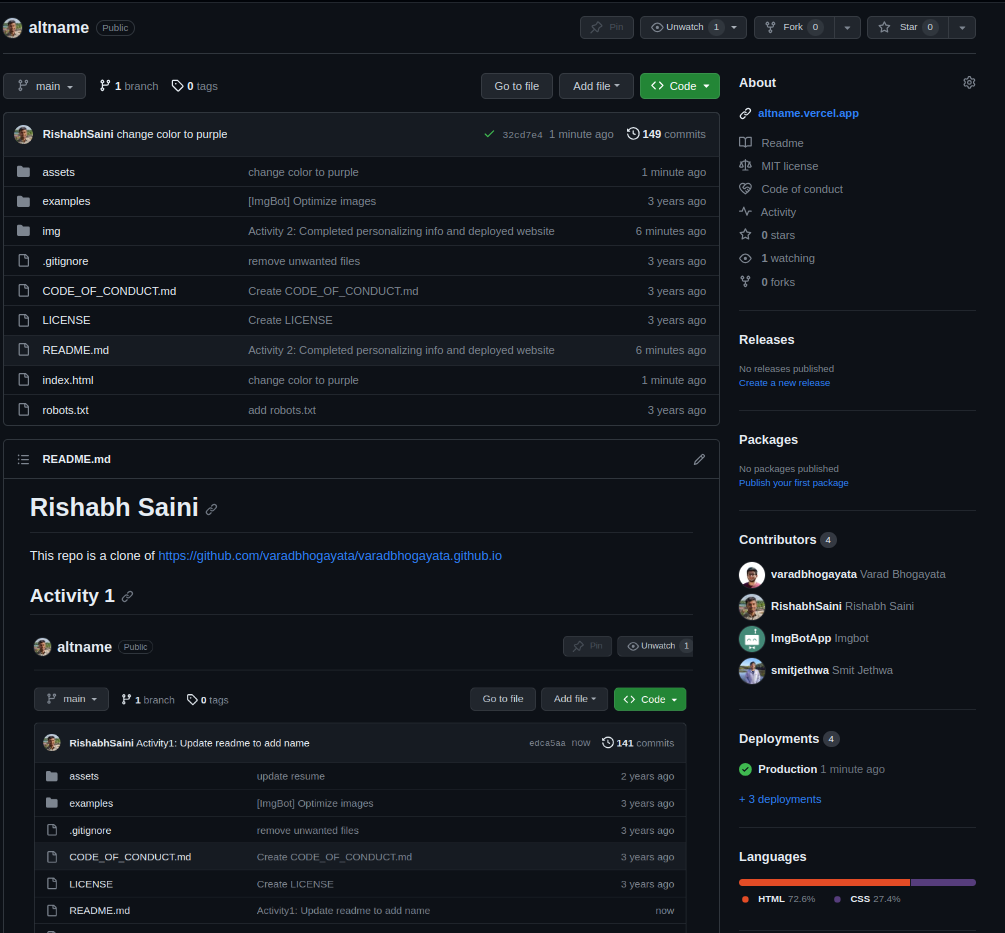 altname Public Pin Unwatch 1 Fork 0 Star 0
main 1 branch 0 tags Go to file Add file Code
RishabhSaini change color to purple 32cd7e4 1 minute ago 149 commits
assets change color to purple 1 minute ago
examples [ImgBot] Optimize images 3 years ago
img Activity 2: Completed personalizing info and deployed website 6 minutes ago
.gitignore remove unwanted files 3 years ago
CODE_OF_CONDUCT.md Create CODE_OF_CONDUCT.md 3 years ago
LICENSE Create LICENSE 3 years ago
README.md Activity 2: Completed personalizing info and deployed website 6 minutes ago
index.html change color to purple 1 minute ago
robots.txt add robots.txt 3 years ago
README.md
Rishabh Saini
This repo is a clone of https://github.com/varadbhogayata/varadbhogayata.github.io
Activity 1
altname Public Pin Unwatch 1
main 1 branch 0 tags Go to file Add file Code
RishabhSaini Activity1: Update readme to add name edca5aa now 141 commits
assets update resume 2 years ago
examples [ImgBot] Optimize images 3 years ago
.gitignore remove unwanted files 3 years ago
CODE_OF_CONDUCT.md Create CODE_OF_CONDUCT.md 3 years ago
LICENSE Create LICENSE 3 years ago
README.md Activity1: Update readme to add name now
About
altname.vercel.app
Readme
MIT license
Code of conduct
Activity
0 stars
1 watching
0 forks
Releases
No releases published
Create a new release
Packages
No packages published
Publish your first package
Contributors 4
varadbhogayata Varad Bhogayata
RishabhSaini Rishabh Saini
ImgBotApp Imgbot
smitjethwa Smit Jethwa
Deployments 4
Production 1 minute ago
+ 3 deployments
Languages
HTML 72.6% CSS 27.4%